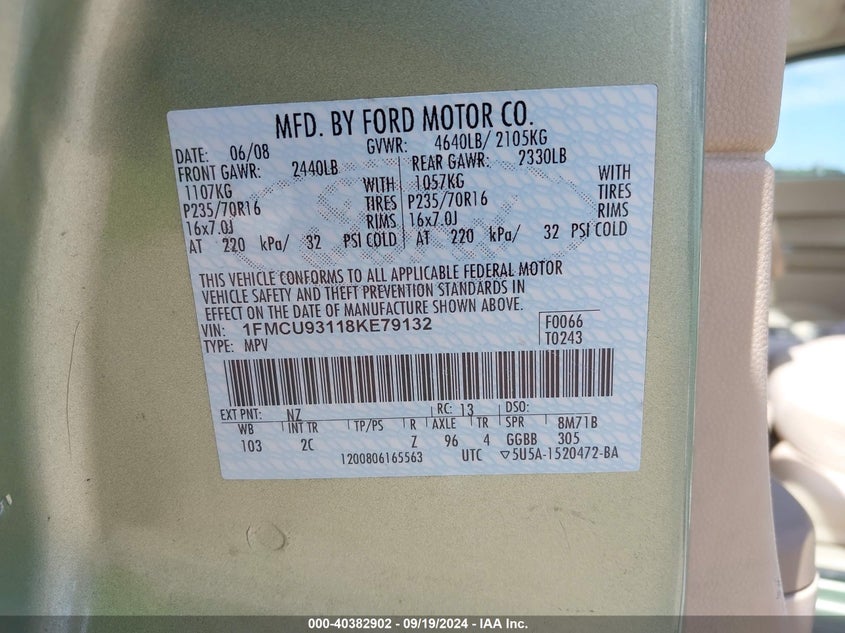 MFD. BY FORD MOTOR CO.
DATE: 06/08 GVWR: 4640LB/ 2105KG
FRONT GAWR: 2440LB REAR GAWR: 2330LB
1107KG WITH 1057KG WITH
P235/70R16 TIRES P235/70R16 TIRES
16x7.0J RIMS 16x7.0J RIMS
AT 220 kPa/ 32 PSI COLD AT 220 kPa/ 32 PSI COLD
THIS VEHICLE CONFORMS TO ALL APPLICABLE FEDERAL MOTOR
VEHICLE SAFETY AND THEFT PREVENTION STANDARDS IN
EFFECT ON THE DATE OF MANUFACTURE SHOWN ABOVE.
VIN: 1FMCU93118KE79132 F0066
TYPE: MPV T0243
EXT PNT: NZ RC: 13 DSO:
WB INT TR TP/PS R AXLE TR SPR 8M71B
103 2C Z 96 4 GGBB 305
1200806165563 UTC ▽5U5A-1520472-BA
000-40382902 - 09/19/2024 - IAA Inc.